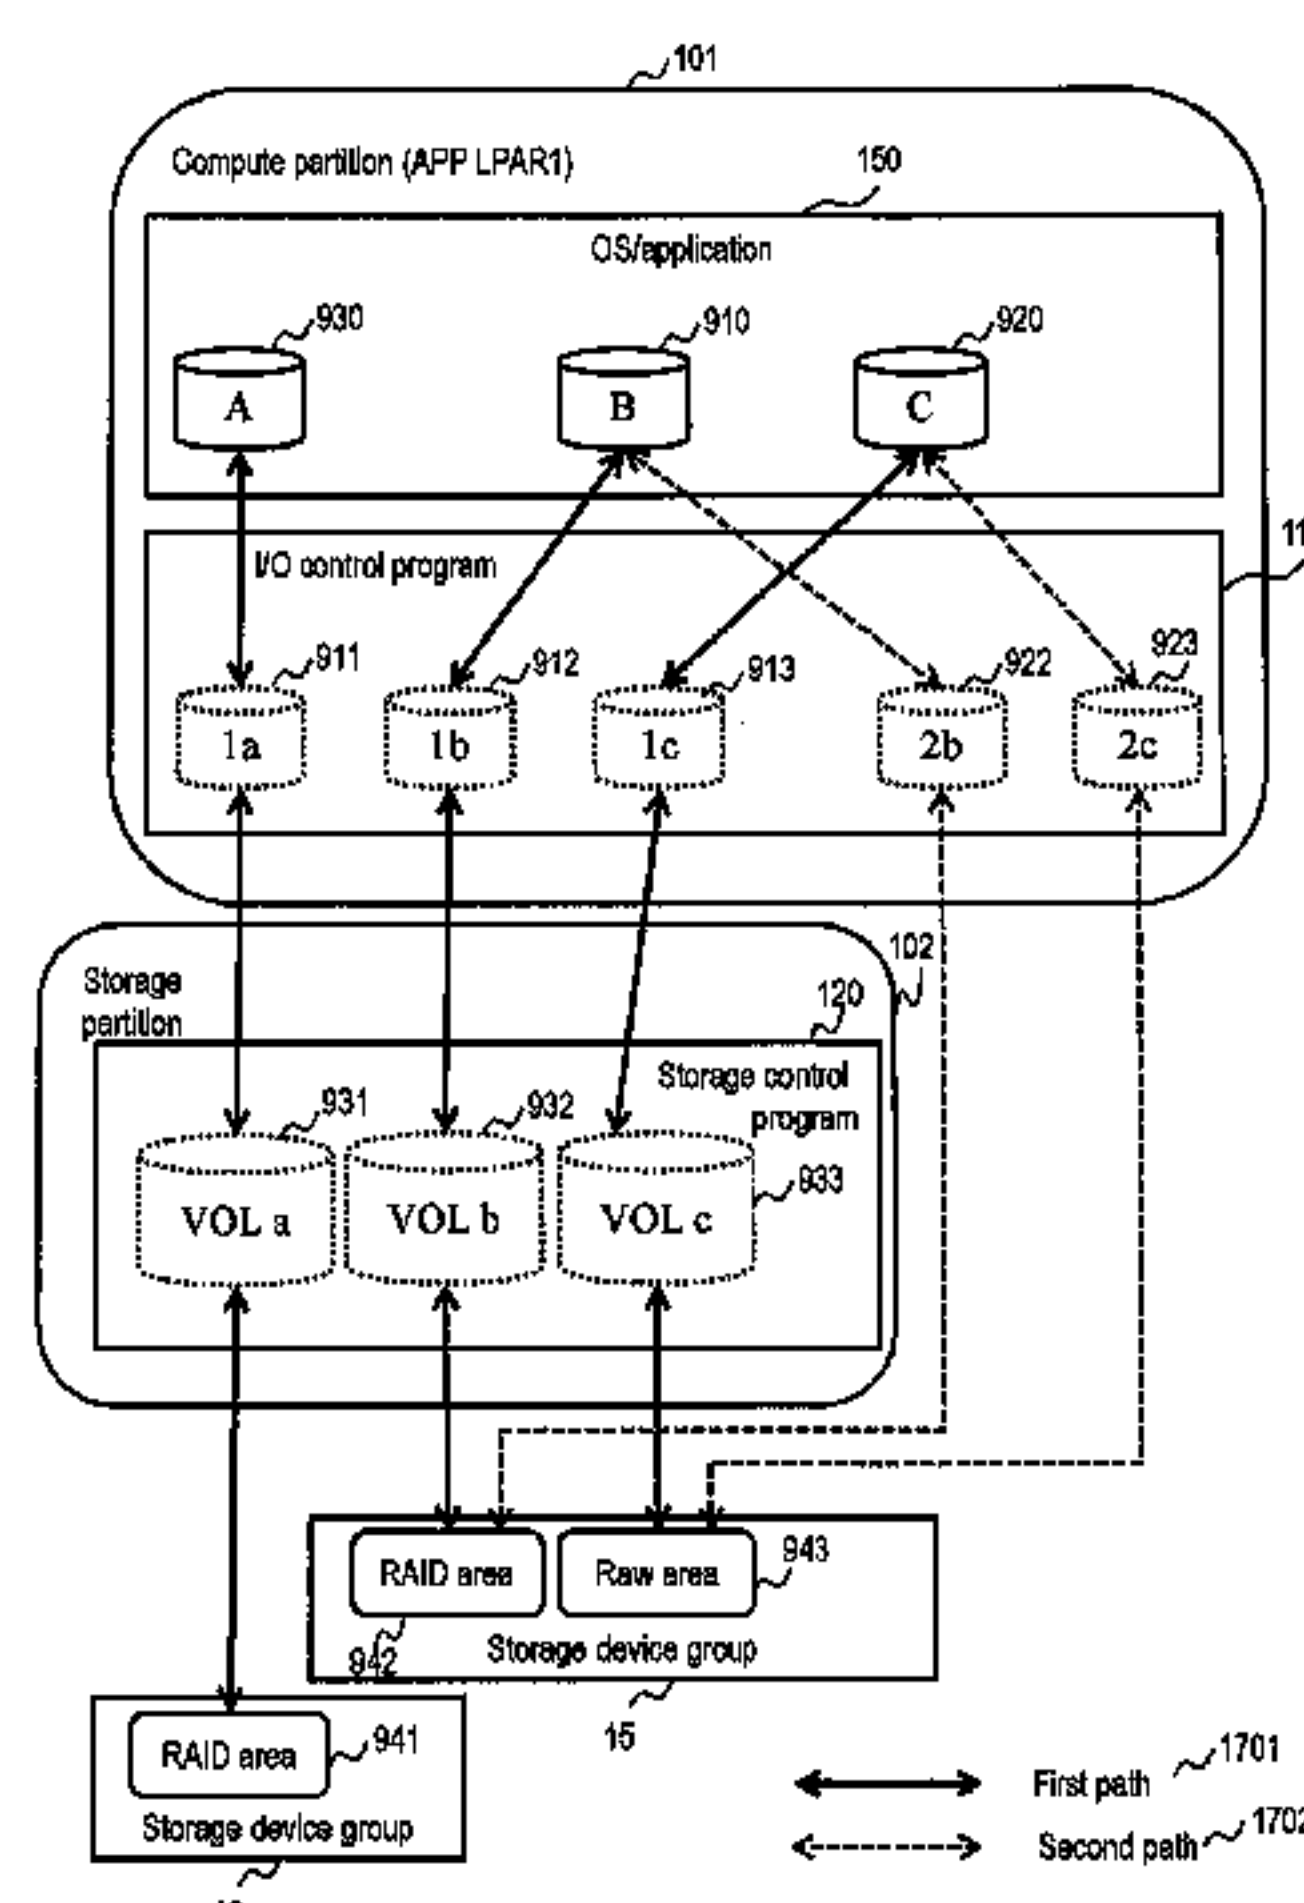 101
Compute partition (APP LPAR1)
150
OS/application
930
910
920
A
B
C
I/O control program
911
912
913
922
923
1a
1b
1c
2b
2c
102
Storage
partition
120
Storage control
program
931
932
933
VOL a
VOL b
VOL c
RAID area
Raw area
943
942
Storage device group
15
RAID area
941
Storage device group
First path
1701
Second path